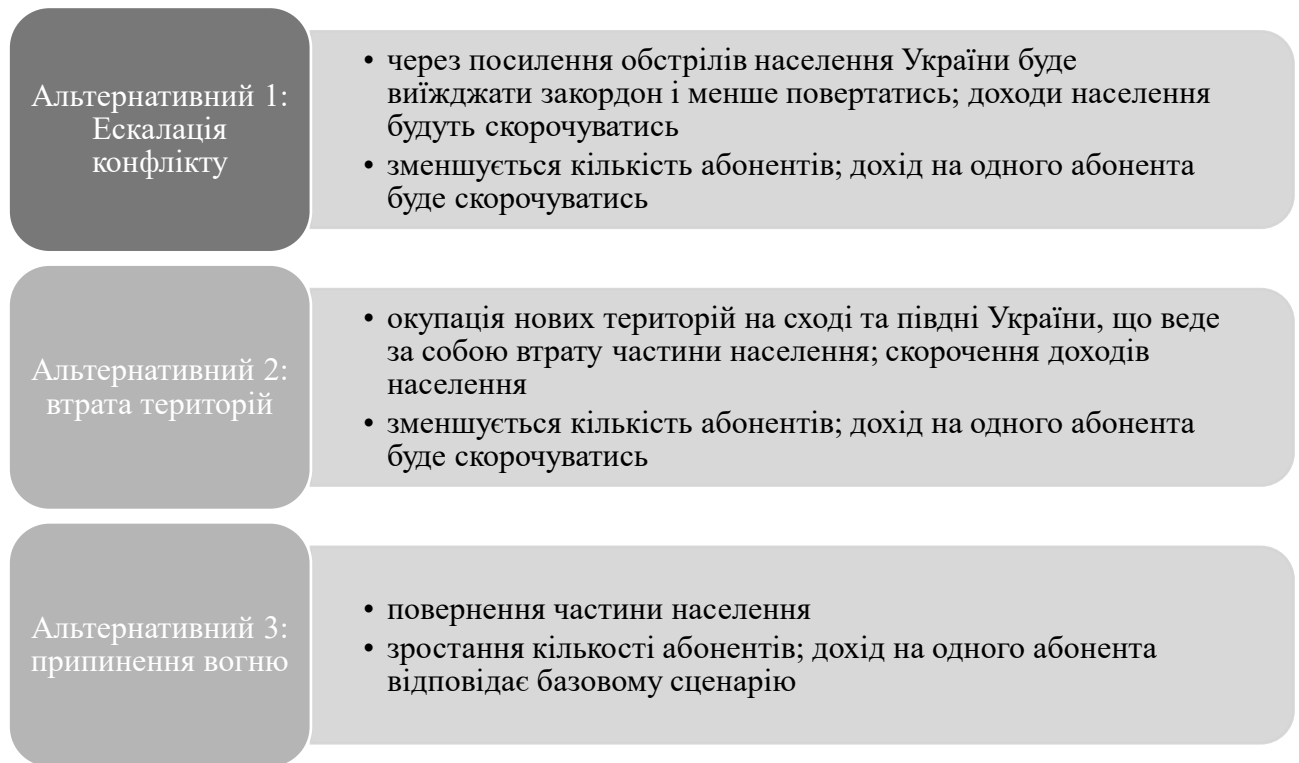 Альтернативний 1:
Ескалація
конфлікту
• через посилення обстрілів населення України буде
виїжджати закордон і менше повертатись; доходи населення
будуть скорочуватись
• зменшується кількість абонентів; дохід на одного абонента
буде скорочуватись
Альтернативний 2:
втрата територій
• окупація нових територій на сході та півдні України, що веде
за собою втрату частини населення; скорочення доходів
населення
• зменшується кількість абонентів; дохід на одного абонента
буде скорочуватись
Альтернативний 3:
припинення вогню
• повернення частини населення
• зростання кількості абонентів; дохід на одного абонента
відповідає базовому сценарію